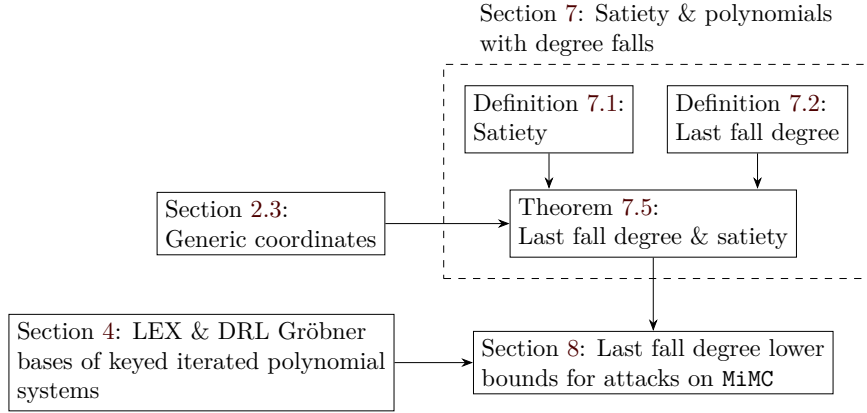 Section 7: Satiety & polynomials
with degree falls
Definition 7.1:
Satiety
Definition 7.2:
Last fall degree
Section 2.3:
Generic coordinates
Theorem 7.5:
Last fall degree & satiety
Section 4: LEX & DRL Gröbner
bases of keyed iterated polynomial
systems
Section 8: Last fall degree lower
bounds for attacks on MiMC